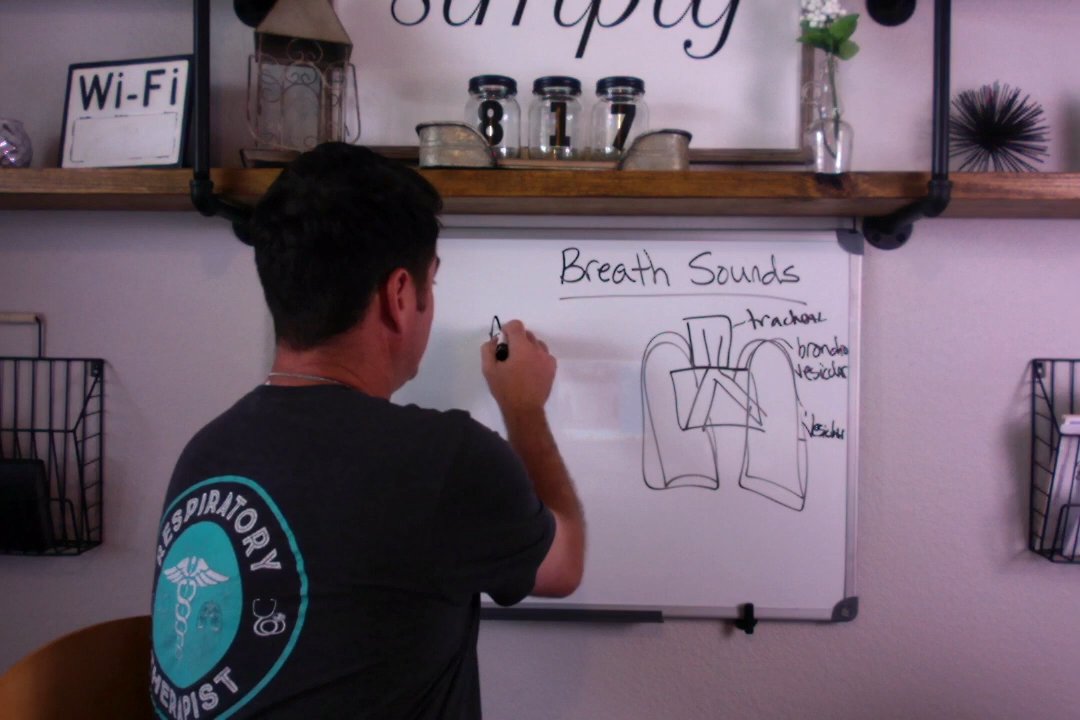 simply
Wi-Fi
8 1 7
Breath Sounds
tracheal
broncho
vesicular
vesicular
RESPIRATORY
THERAPIST